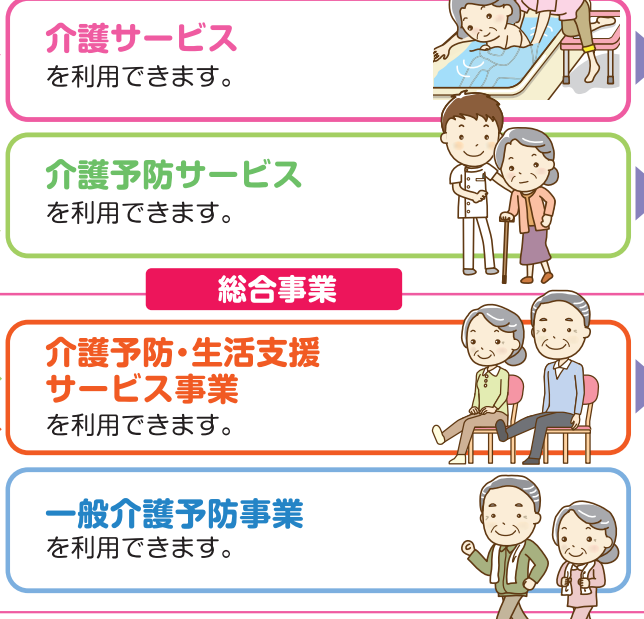 介護サービス
を利用できます。
介護予防サービス
を利用できます。
総合事業
介護予防・生活支援
サービス事業
を利用できます。
一般介護予防事業
を利用できます。